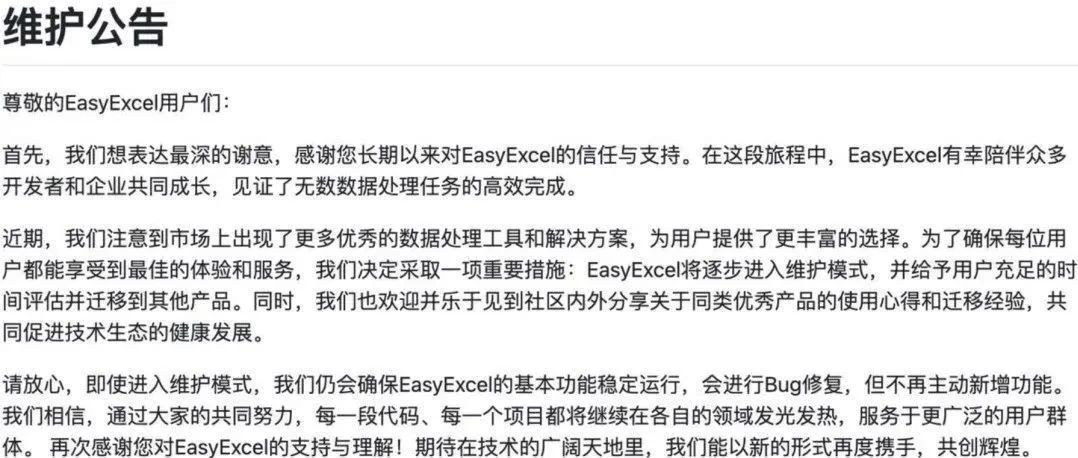 维护公告
尊敬的EasyExcel用户们：
首先，我们想表达最深的谢意，感谢您长期以来对EasyExcel的信任与支持。在这段旅程中，EasyExcel有幸陪伴众多
开发者和企业共同成长，见证了无数数据处理任务的高效完成。
近期，我们注意到市场上出现了更多优秀的数据处理工具和解决方案，为用户提供了更丰富的选择。为了确保每位用
户都能享受到最佳的体验和服务，我们决定采取一项重要措施：EasyExcel将逐步进入维护模式，并给予用户充足的时
间评估并迁移到其他产品。同时，我们也欢迎并乐于见到社区内外分享关于同类优秀产品的使用心得和迁移经验，共
同促进技术生态的健康发展。
请放心，即使进入维护模式，我们仍会确保EasyExcel的基本功能稳定运行，会进行Bug修复，但不再主动新增功能。
我们相信，通过大家的共同努力，每一段代码、每一个项目都将继续在各自的领域发光发热，服务于更广泛的用户群
体。 再次感谢您对EasyExcel的支持与理解！期待在技术的广阔天地里，我们能以新的形式再度携手，共创辉煌。